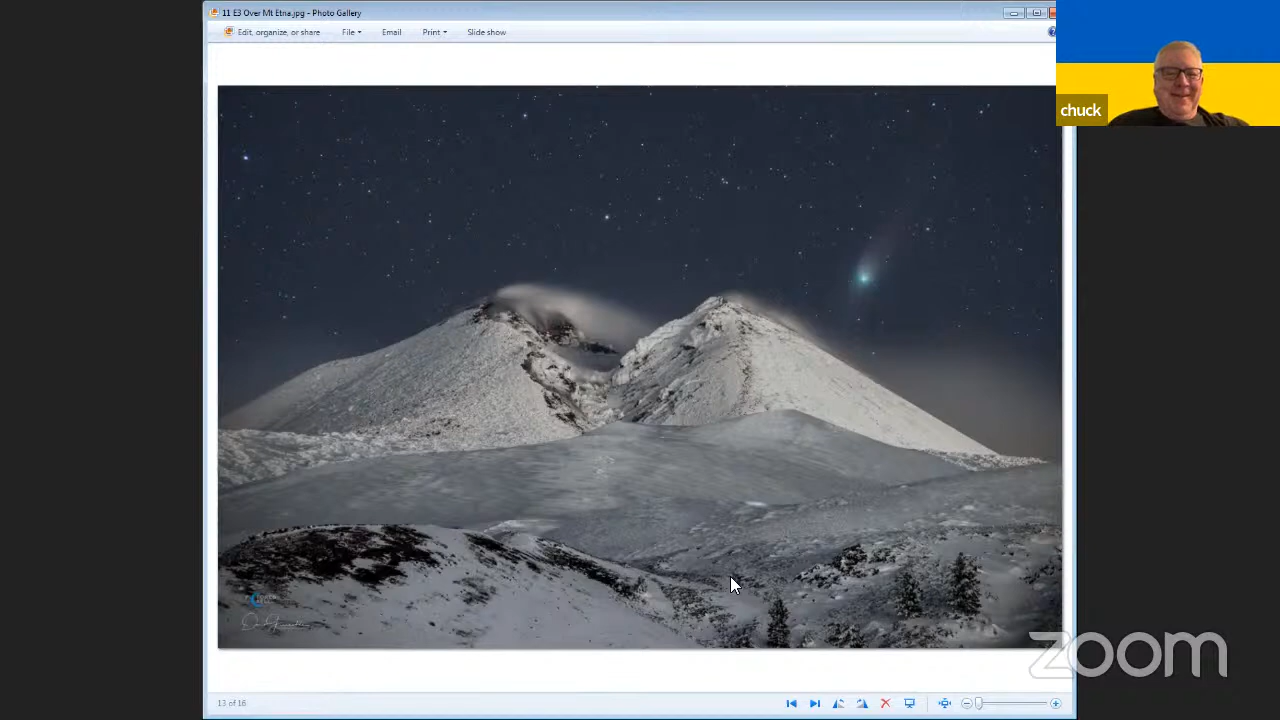 11 E3 Over Mt Etna.jpg - Photo Gallery
Edit, organize, or share File Email Print Slide show
chuck
13 of 16
zoom